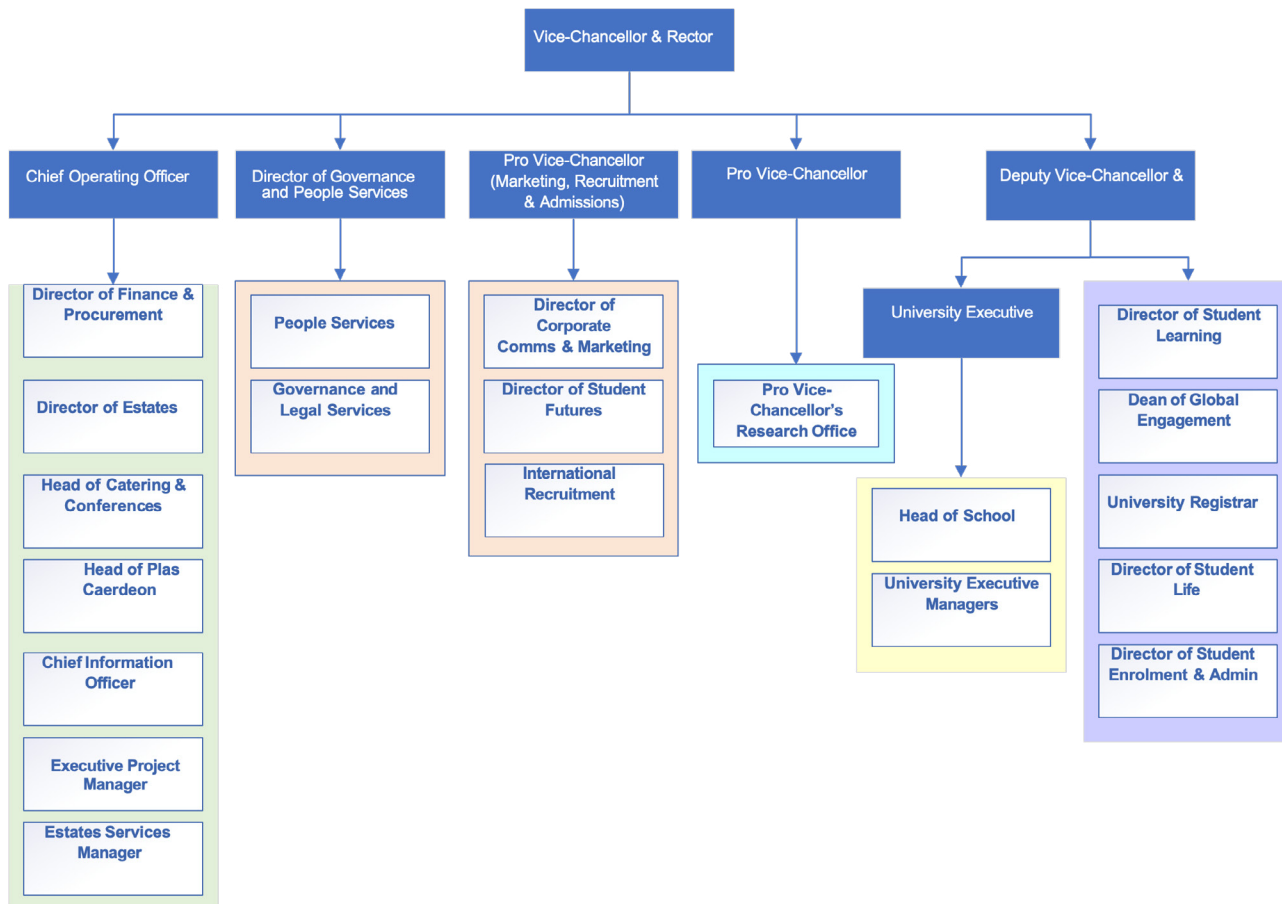 Vice-Chancellor & Rector
Chief Operating Officer
Director of Governance
and People Services
Pro Vice-Chancellor
(Marketing, Recruitment
& Admissions)
Pro Vice-Chancellor
Deputy Vice-Chancellor &
Director of Finance &
Procurement
Director of Estates
Head of Catering &
Conferences
Head of Plas
Caerdeon
Chief Information
Officer
Executive Project
Manager
Estates Services
Manager
People Services
Governance and
Legal Services
Director of
Corporate
Comms & Marketing
Director of Student
Futures
International
Recruitment
Pro Vice-
Chancellor’s
Research Office
University Executive
Head of School
University Executive
Managers
Director of Student
Learning
Dean of Global
Engagement
University Registrar
Director of Student
Life
Director of Student
Enrolment & Admin